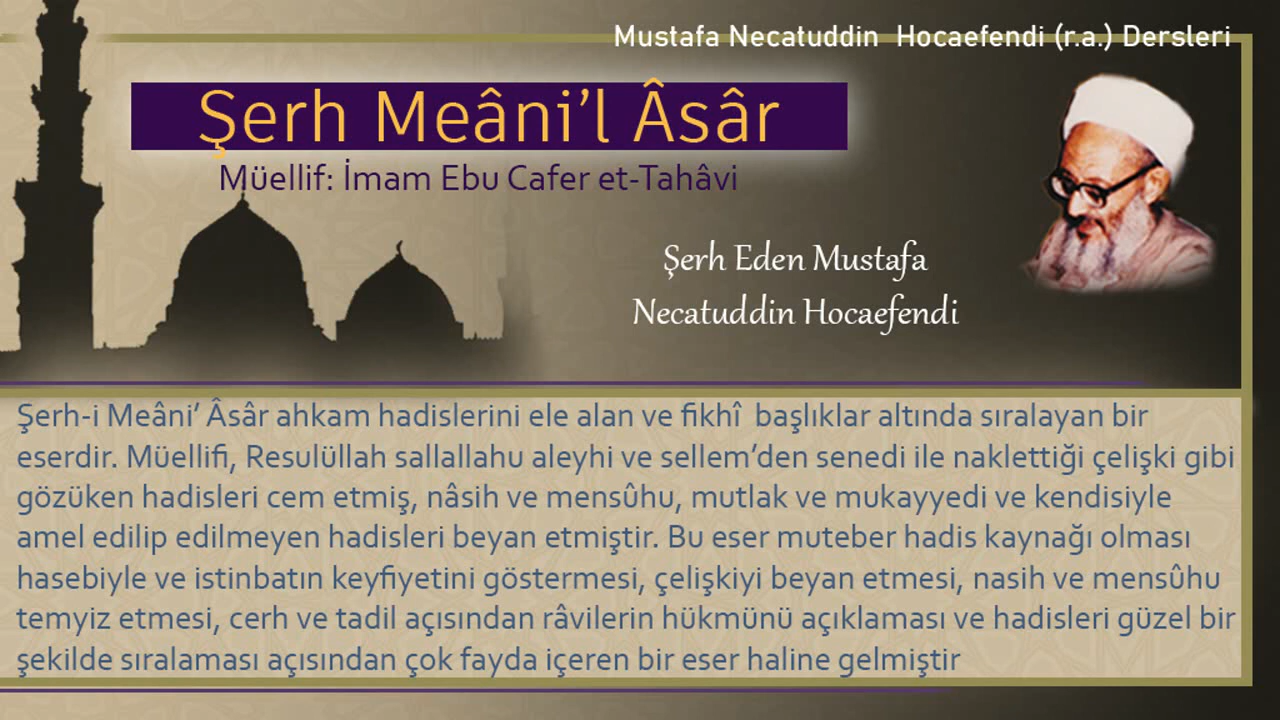 Mustafa Necatuddin Hocaefendi (r.a.) Dersleri
Şerh Meâni’l Âsâr
Müellif: İmam Ebu Cafer et-Tahâvi
Şerh Eden Mustafa
Necatuddin Hocaefendi
Şerh-i Meâni’ Âsâr ahkam hadislerini ele alan ve fikhî başlıklar altında sıralayan bir
eserdir. Müellifi, Resulüllah sallallahu aleyhi ve sellem’den senedi ile naklettiği çelişki gibi
gözüken hadisleri cem etmiş, nâsih ve mensûhu, mutlak ve mukayyedi ve kendisiyle
amel edilip edilmeyen hadisleri beyan etmiştir. Bu eser muteber hadis kaynağı olması
hasebiyle ve istinbatın keyfiyetini göstermesi, çelişkiyi beyan etmesi, nasih ve mensûhu
temyiz etmesi, cerh ve tadil açısından râvilerin hükmünü açıklaması ve hadisleri güzel bir
şekilde sıralaması açısından çok fayda içeren bir eser haline gelmiştir